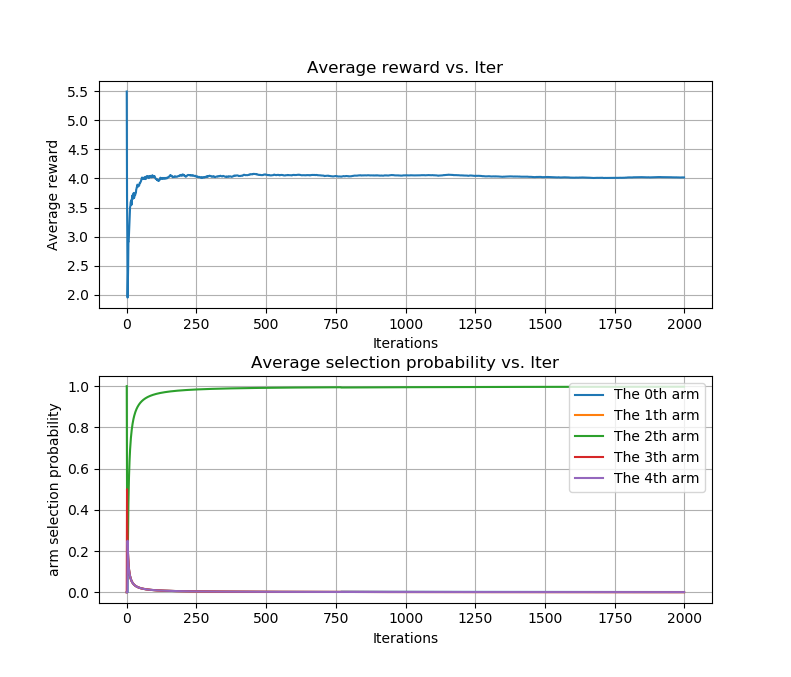 Average reward vs. Iter
5.5
5.0
4.5
4.0
3.5
3.0
2.5
2.0
Average reward
0 250 500 750 1000 1250 1500 1750 2000
Iterations
Average selection probability vs. Iter
1.0
0.8
0.6
0.4
0.2
0.0
arm selection probability
The 0th arm
The 1th arm
The 2th arm
The 3th arm
The 4th arm
0 250 500 750 1000 1250 1500 1750 2000
Iterations